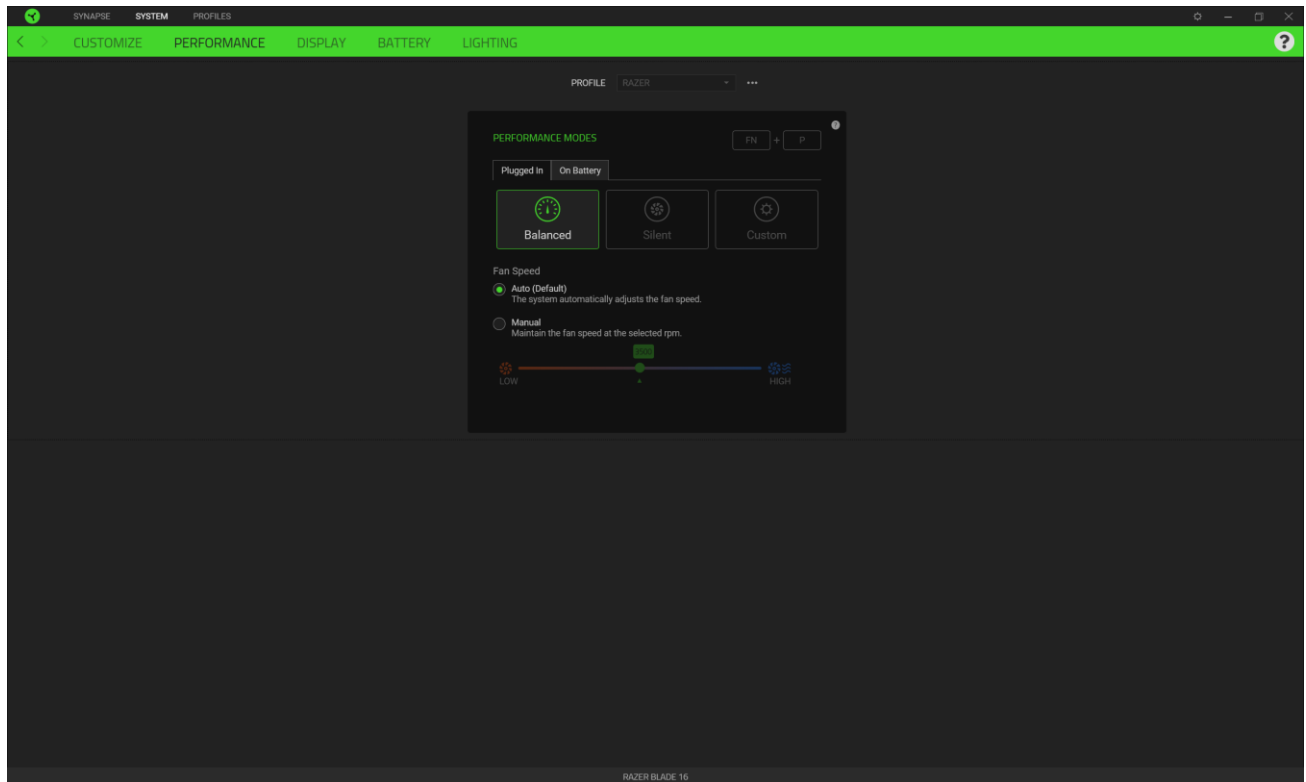 SYNAPSE SYSTEM PROFILES
CUSTOMIZE PERFORMANCE DISPLAY BATTERY LIGHTING ?
PROFILE RAZER
PERFORMANCE MODES FN + P
Plugged In On Battery
Balanced Silent Custom
Fan Speed
Auto (Default)
The system automatically adjusts the fan speed.
Manual
Maintain the fan speed at the selected rpm.
LOW HIGH
RAZER BLADE 16